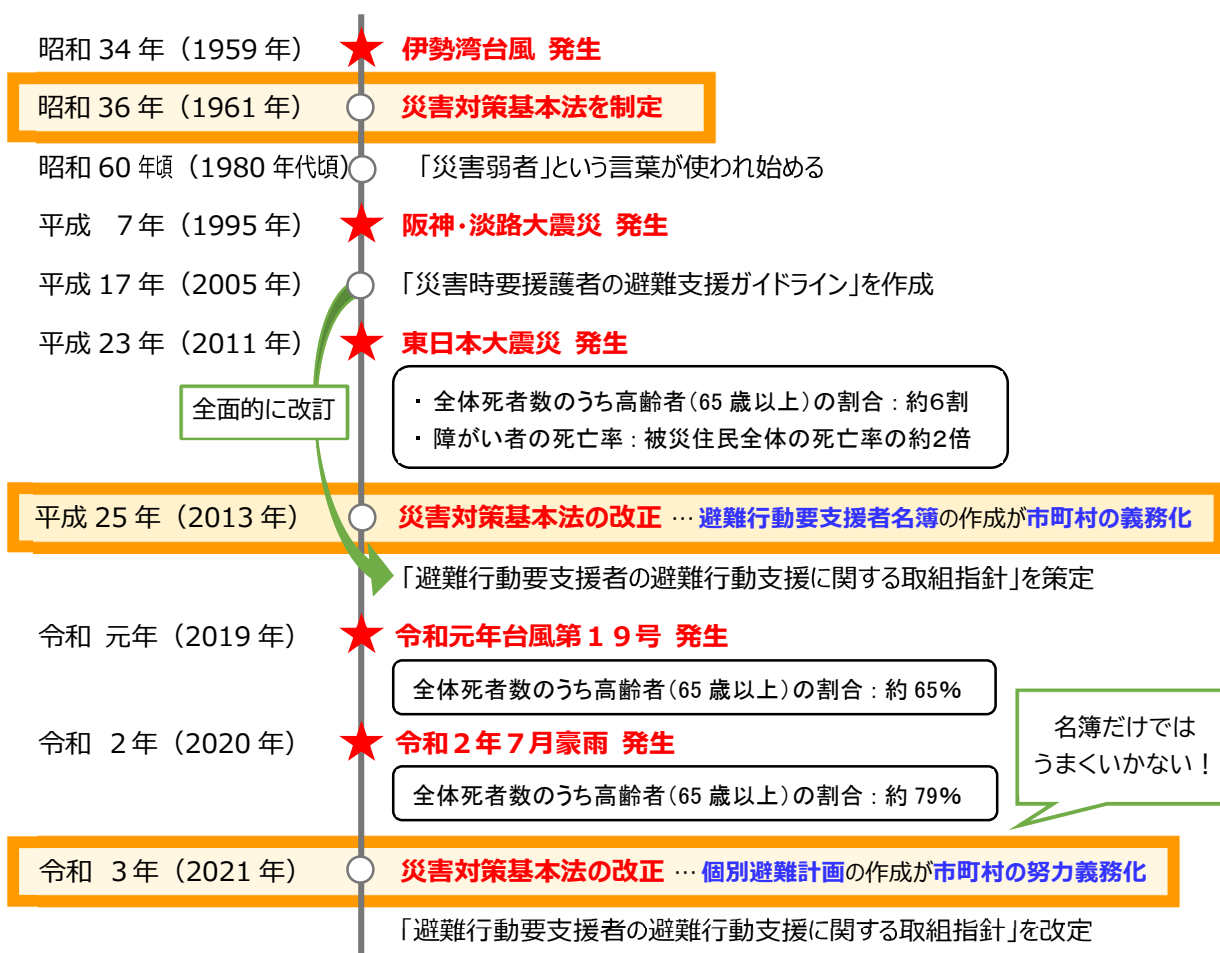 昭和 34 年（1959 年） ★ 伊勢湾台風 発生
昭和 36 年（1961 年） 災害対策基本法を制定
昭和 60 年頃（1980 年代頃） 「災害弱者」という言葉が使われ始める
平成 7年（1995 年） ★ 阪神・淡路大震災 発生
平成 17 年（2005 年） 「災害時要援護者の避難支援ガイドライン」を作成
平成 23 年（2011 年） ★ 東日本大震災 発生
・ 全体死者数のうち高齢者（65 歳以上）の割合：約６割
・ 障がい者の死亡率：被災住民全体の死亡率の約２倍
全面的に改訂
平成 25 年（2013 年） 災害対策基本法の改正 … 避難行動要支援者名簿の作成が市町村の義務化
「避難行動要支援者の避難行動支援に関する取組指針」を策定
令和 元年（2019 年） ★ 令和元年台風第１９号 発生
全体死者数のうち高齢者（65 歳以上）の割合：約 65%
令和 2年（2020 年） ★ 令和２年７月豪雨 発生
全体死者数のうち高齢者（65 歳以上）の割合：約 79%
名簿だけでは
うまくいかない！
令和 3年（2021 年） 災害対策基本法の改正 … 個別避難計画の作成が市町村の努力義務化
「避難行動要支援者の避難行動支援に関する取組指針」を改定